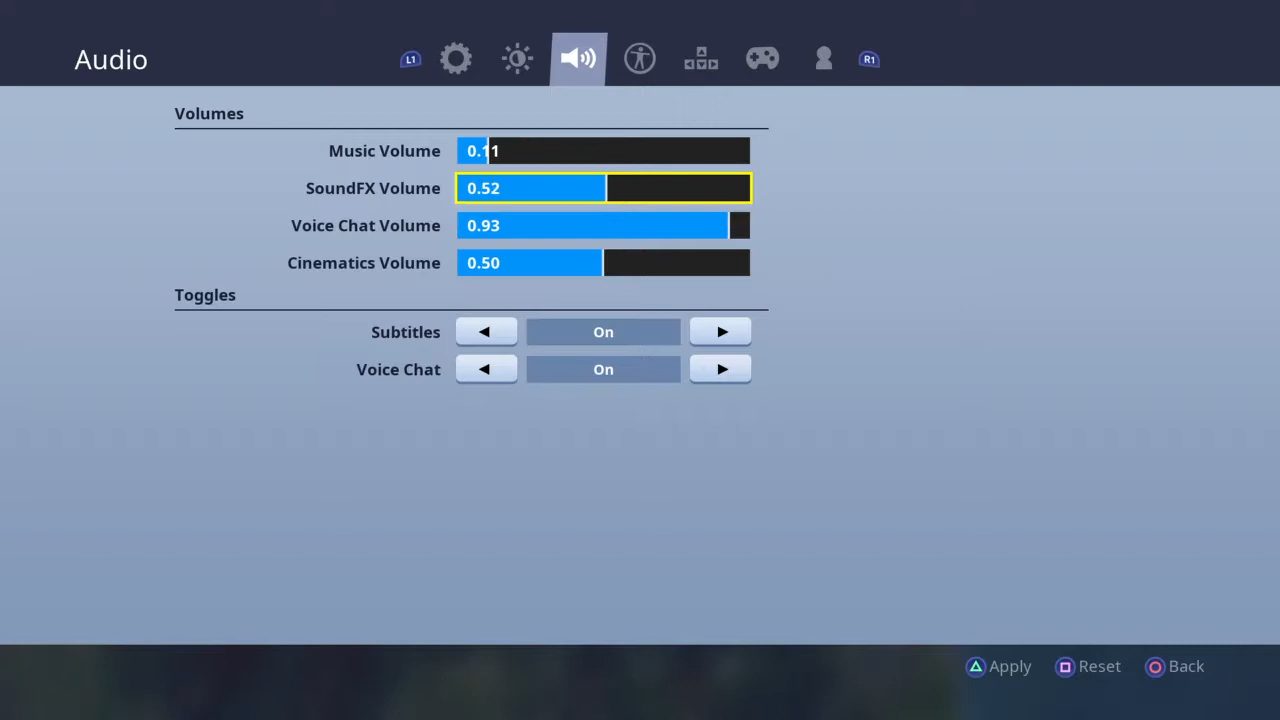 Audio
L1
R1
Volumes
Music Volume 0.11
SoundFX Volume 0.52
Voice Chat Volume 0.93
Cinematics Volume 0.50
Toggles
Subtitles On
Voice Chat On
Apply Reset Back